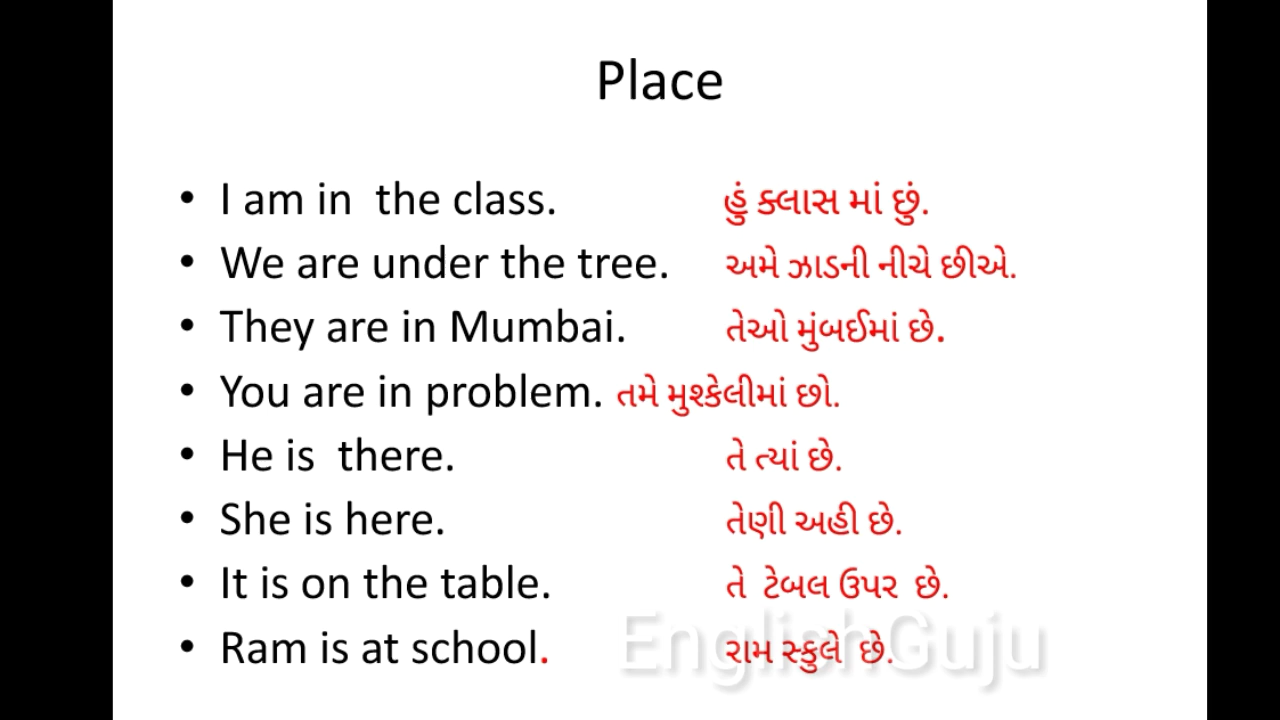 Place
• I am in the class. હું ક્લાસ માં છું.
• We are under the tree. અમે ઝાડની નીચે છીએ.
• They are in Mumbai. તેઓ મુંબઈમાં છે.
• You are in problem. તમે મુશ્કેલીમાં છો.
• He is there. તે ત્યાં છે.
• She is here. તેણી અહી છે.
• It is on the table. તે ટેબલ ઉપર છે.
• Ram is at school. રામ સ્કુલે છે.
EnglishGuju